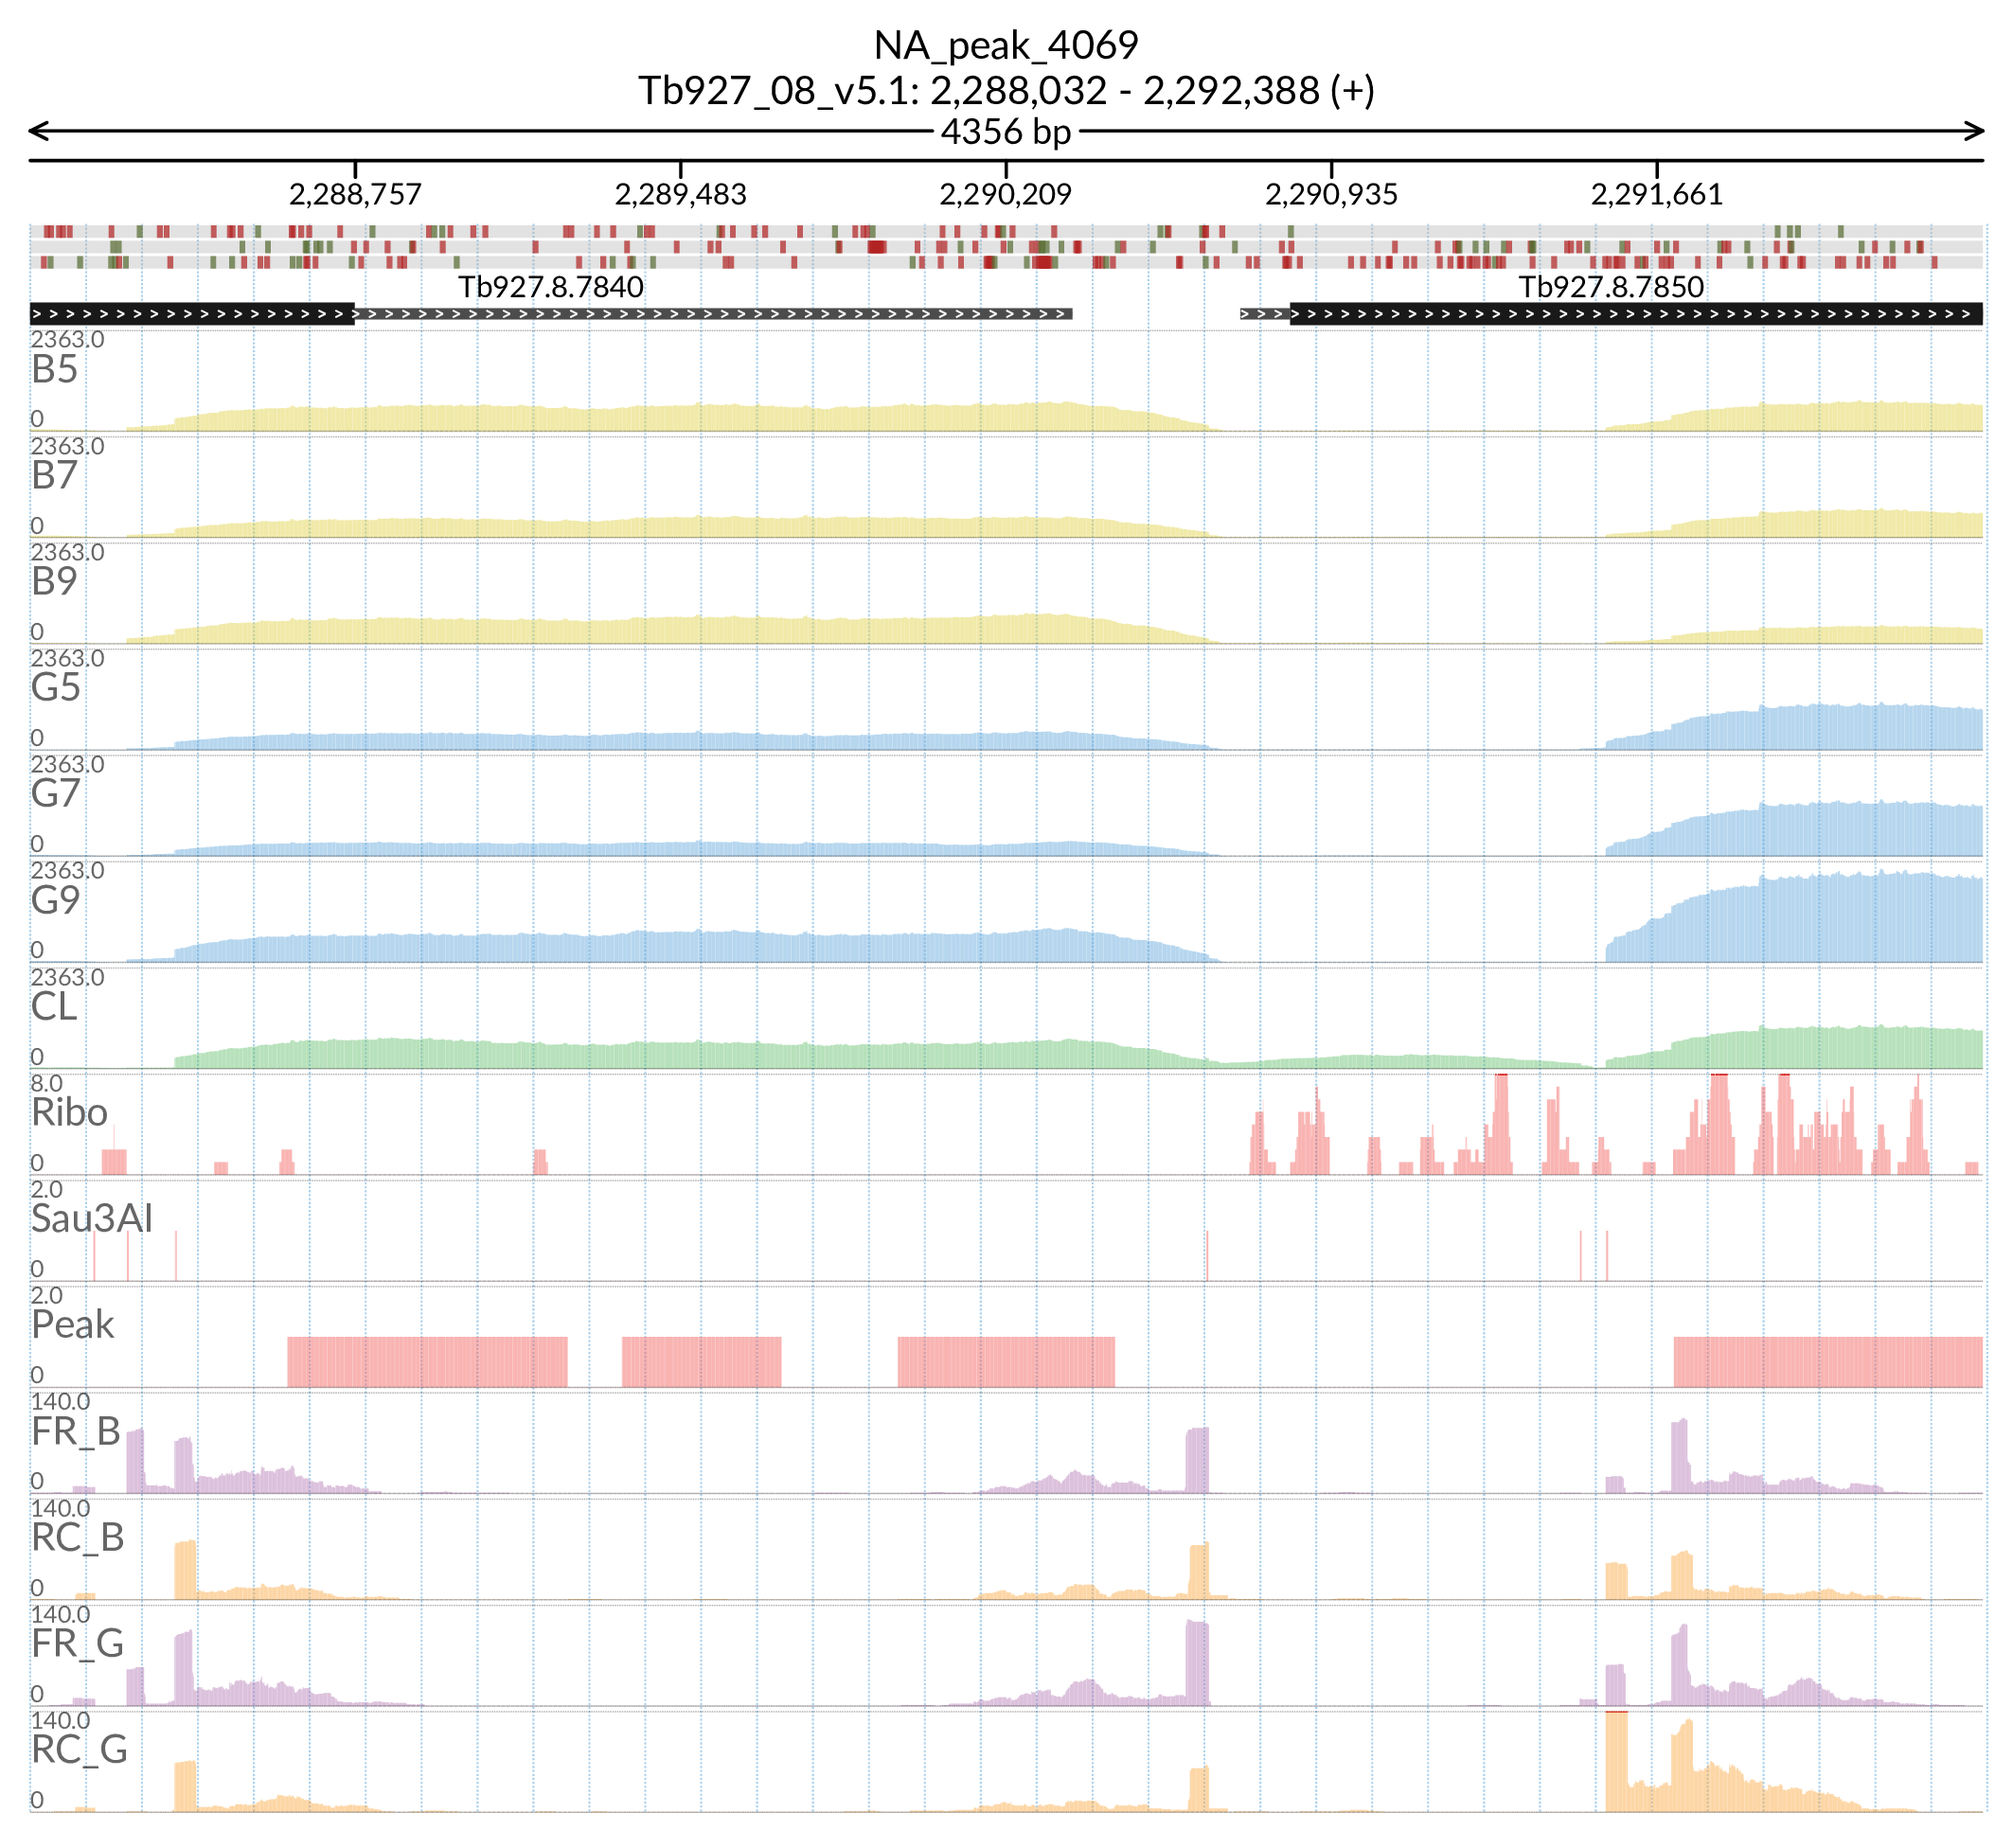 NA_peak_4069
Tb927_08_v5.1: 2,288,032 - 2,292,388 (+)
4356 bp
2,288,757 2,289,483 2,290,209 2,290,935 2,291,661
Tb927.8.7840 Tb927.8.7850
2363.0
B5
0
2363.0
B7
0
2363.0
B9
0
2363.0
G5
0
2363.0
G7
0
2363.0
G9
0
2363.0
CL
0
8.0
Ribo
0
2.0
Sau3AI
0
2.0
Peak
0
140.0
FR_B
0
140.0
RC_B
0
140.0
FR_G
0
140.0
RC_G
0